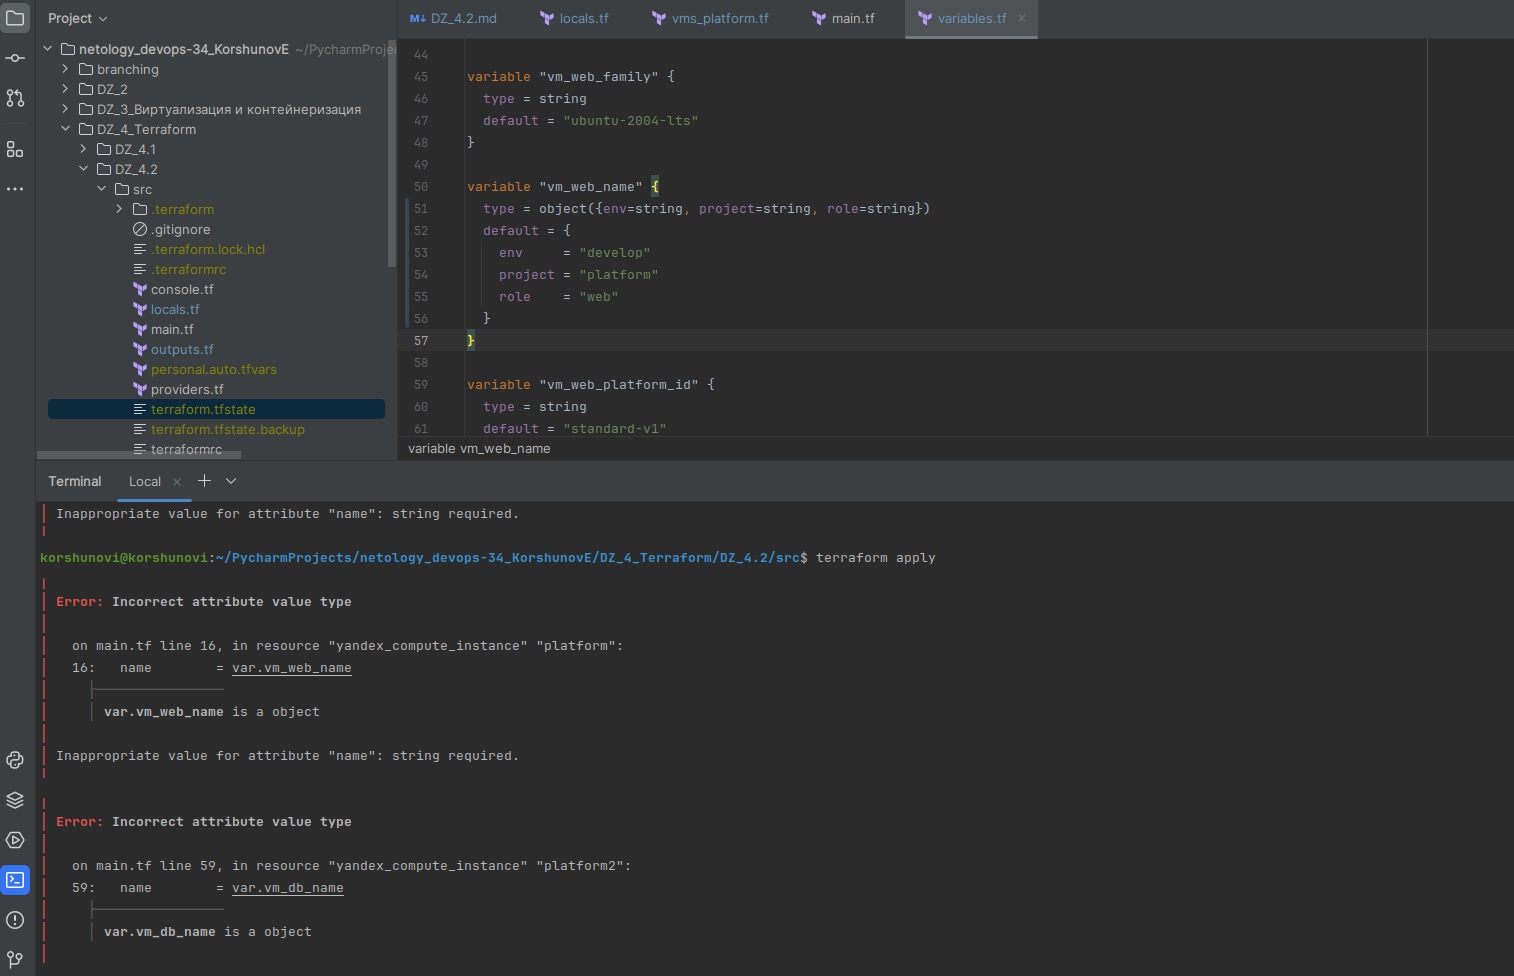 Project
DZ_4.2.md
locals.tf
vms_platform.tf
main.tf
variables.tf
netology_devops-34_KorshunovE ~/PycharmProje
branching
DZ_2
DZ_3_Виртуализация и контейнеризация
DZ_4_Terraform
DZ_4.1
DZ_4.2
src
.terraform
.gitignore
.terraform.lock.hcl
.terraformrc
console.tf
locals.tf
main.tf
outputs.tf
personal.auto.tfvars
providers.tf
terraform.tfstate
terraform.tfstate.backup
terraformrc
44
45 variable "vm_web_family" {
46 type = string
47 default = "ubuntu-2004-lts"
48 }
49
50 variable "vm_web_name" {
51 type = object({env=string, project=string, role=string})
52 default = {
53 env = "develop"
54 project = "platform"
55 role = "web"
56 }
57 }
58
59 variable "vm_web_platform_id" {
60 type = string
61 default = "standard-v1"
variable vm_web_name
Terminal
Local
Inappropriate value for attribute "name": string required.
korshunovi@korshunovi:~/PycharmProjects/netology_devops-34_KorshunovE/DZ_4_Terraform/DZ_4.2/src$ terraform apply
Error: Incorrect attribute value type
on main.tf line 16, in resource "yandex_compute_instance" "platform":
16: name = var.vm_web_name
var.vm_web_name is a object
Inappropriate value for attribute "name": string required.
Error: Incorrect attribute value type
on main.tf line 59, in resource "yandex_compute_instance" "platform2":
59: name = var.vm_db_name
var.vm_db_name is a object